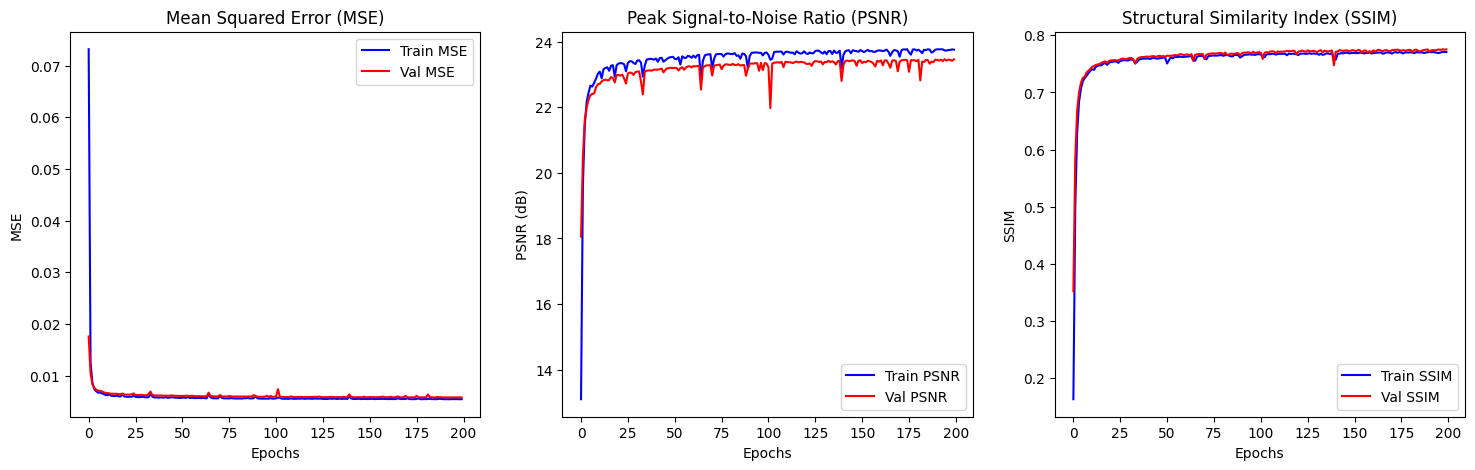 Mean Squared Error (MSE)
MSE
0.07
0.06
0.05
0.04
0.03
0.02
0.01
Train MSE
Val MSE
0 25 50 75 100 125 150 175 200
Epochs
Peak Signal-to-Noise Ratio (PSNR)
PSNR (dB)
24
22
20
18
16
14
Train PSNR
Val PSNR
0 25 50 75 100 125 150 175 200
Epochs
Structural Similarity Index (SSIM)
SSIM
0.8
0.7
0.6
0.5
0.4
0.3
0.2
Train SSIM
Val SSIM
0 25 50 75 100 125 150 175 200
Epochs